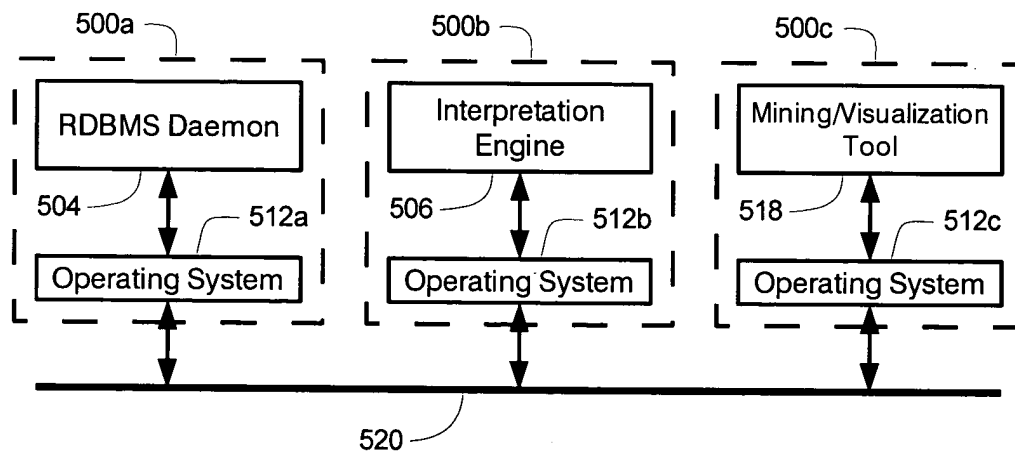 500a
500b
500c
RDBMS Daemon
Interpretation
Engine
Mining/Visualization
Tool
504
512a
506
512b
518
512c
Operating System
Operating System
Operating System
520